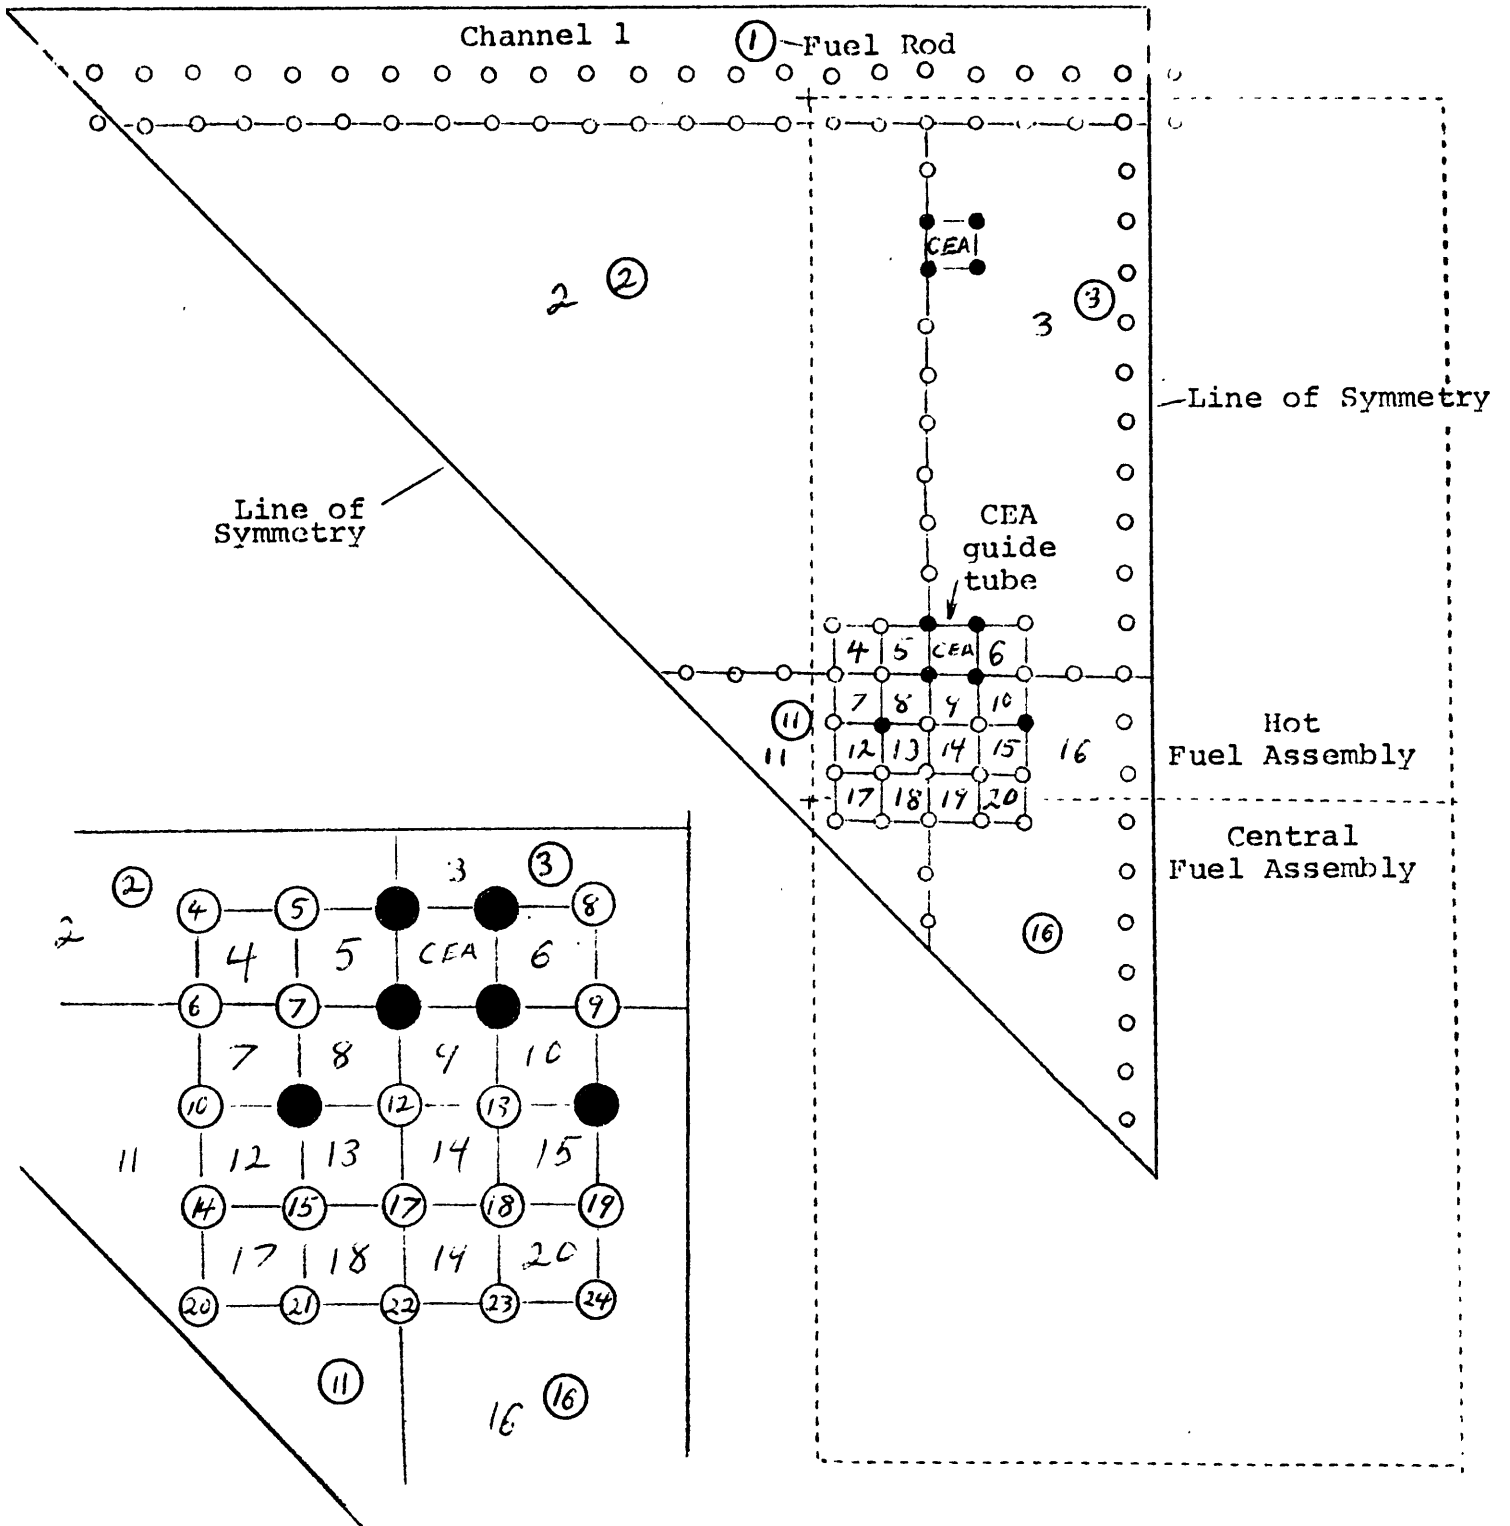 Channel 1
1 Fuel Rod
CEA
2 2
3
3
Line of Symmetry
Line of
Symmetry
CEA
guide
tube
4 5 CEA 6
7 8 9 10
11
11
12 13 14 15 16
Hot
Fuel Assembly
17 18 19 20
Central
Fuel Assembly
16
3 3
2
2
4 5 8
4 5 CEA 6
6 7 9
7 8 9 10
10 12 13
11 12 13 14 15
14 15 17 18 19
17 18 19 20
20 21 22 23 24
11
16 16